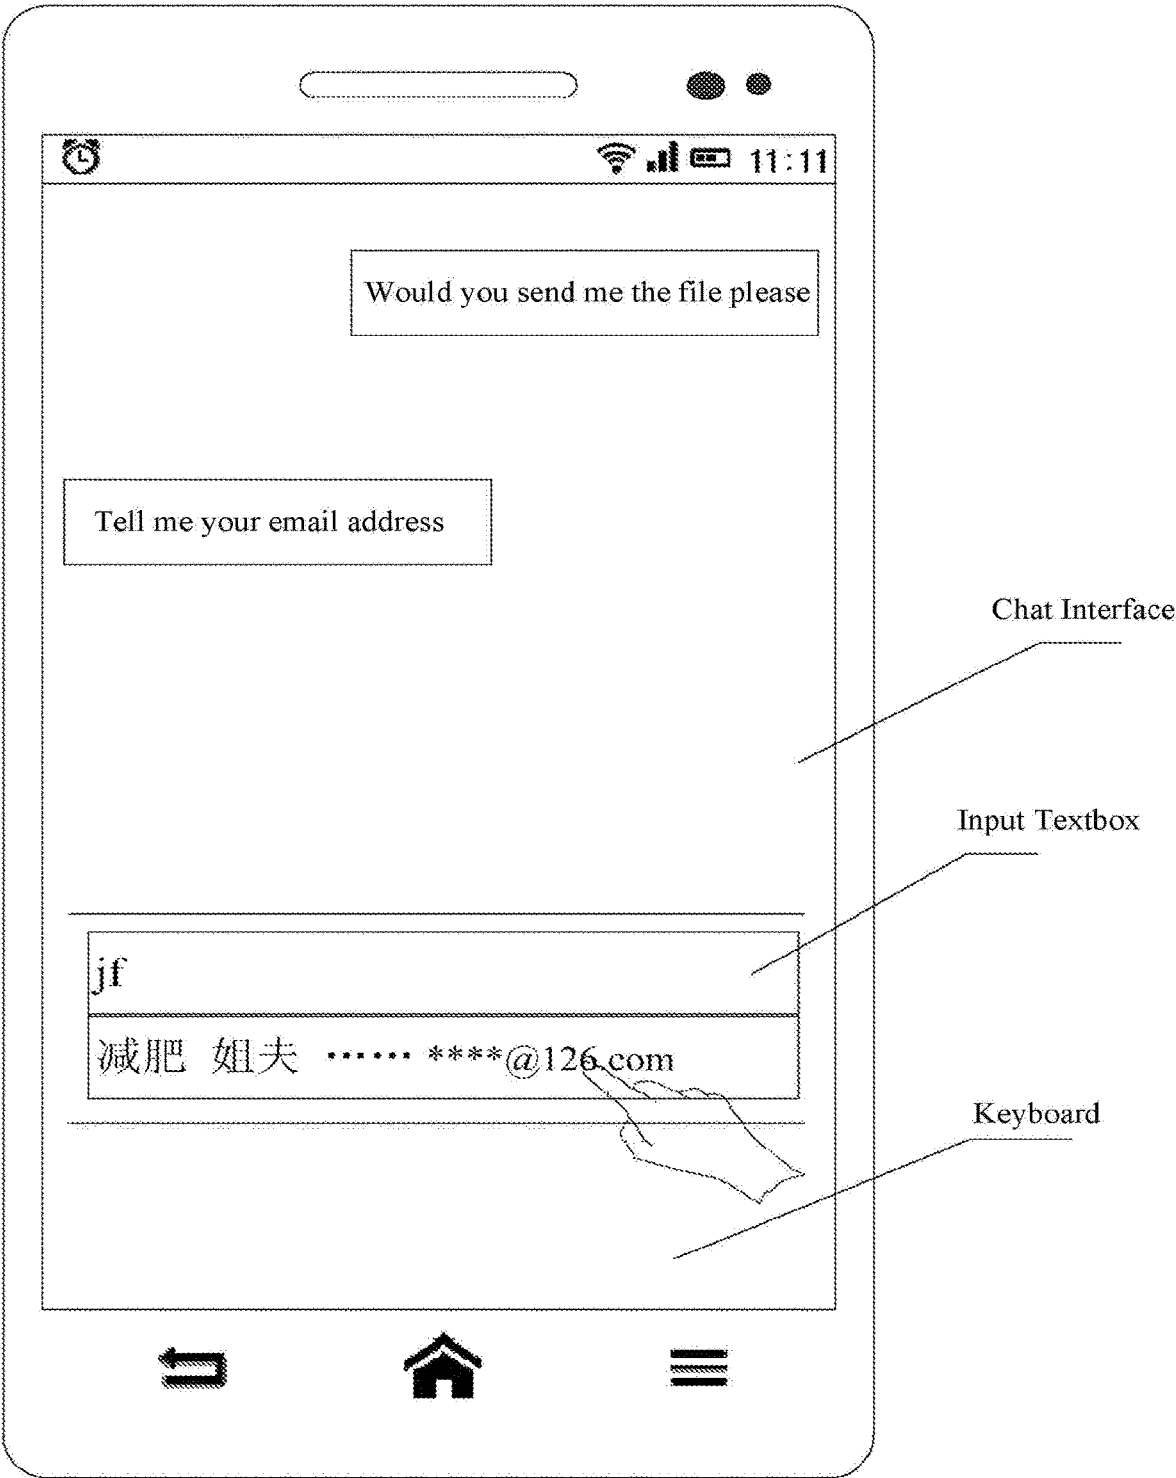 11:11
Would you send me the file please
Tell me your email address
Chat Interface
Input Textbox
jf
减肥 姐夫 …… ****@126.com
Keyboard